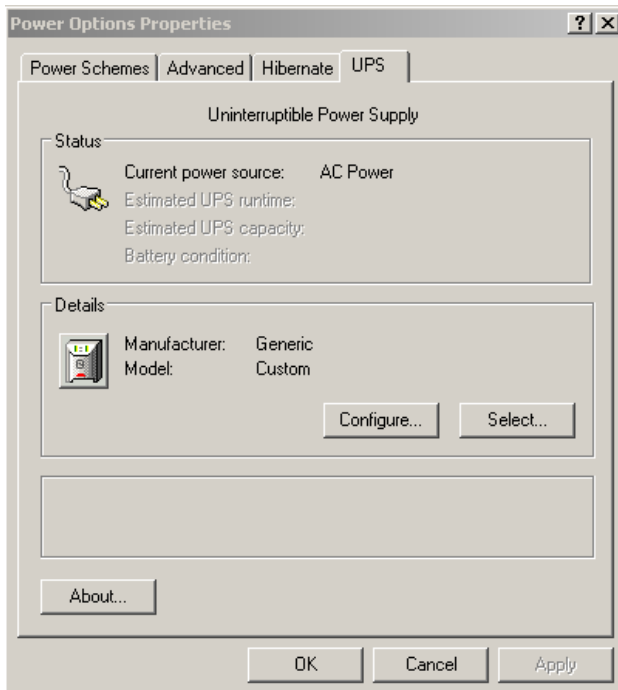 Power Options Properties
Power Schemes Advanced Hibernate UPS
Uninterruptible Power Supply
Status
Current power source: AC Power
Estimated UPS runtime:
Estimated UPS capacity:
Battery condition:
Details
Manufacturer: Generic
Model: Custom
Configure... Select...
About...
OK Cancel Apply